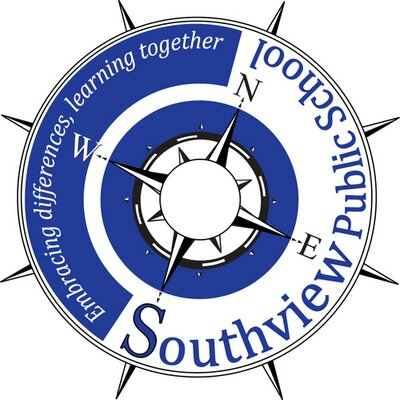 Embracing differences, learning together
N
W
E
Southview Public School